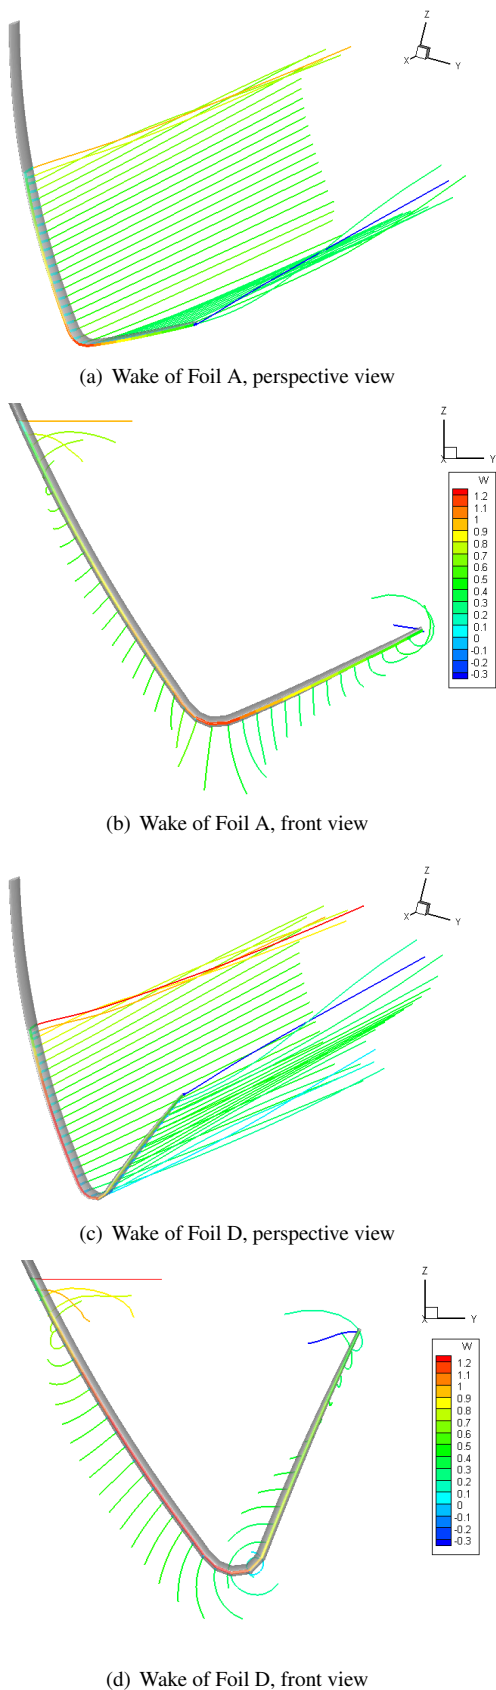 Z
X
Y
(a) Wake of Foil A, perspective view
Z
X
Y
W
1.2
1.1
1
0.9
0.8
0.7
0.6
0.5
0.4
0.3
0.2
0.1
0
-0.1
-0.2
-0.3
(b) Wake of Foil A, front view
Z
X
Y
(c) Wake of Foil D, perspective view
Z
X
Y
W
1.2
1.1
1
0.9
0.8
0.7
0.6
0.5
0.4
0.3
0.2
0.1
0
-0.1
-0.2
-0.3
(d) Wake of Foil D, front view